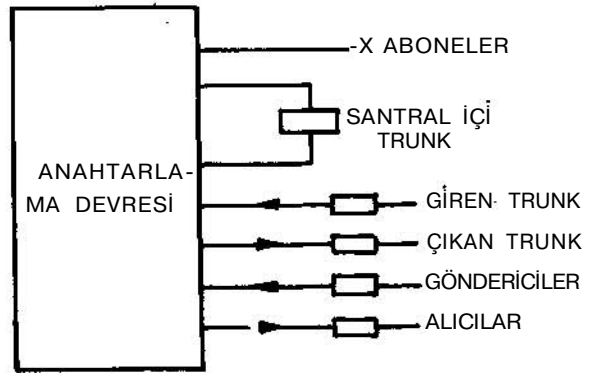 -X ABONELER
SANTRAL İÇİ
TRUNK
ANAHTARLA-
MA DEVRESİ
GİREN TRUNK
ÇIKAN TRUNK
GÖNDERİCİLER
ALICILAR